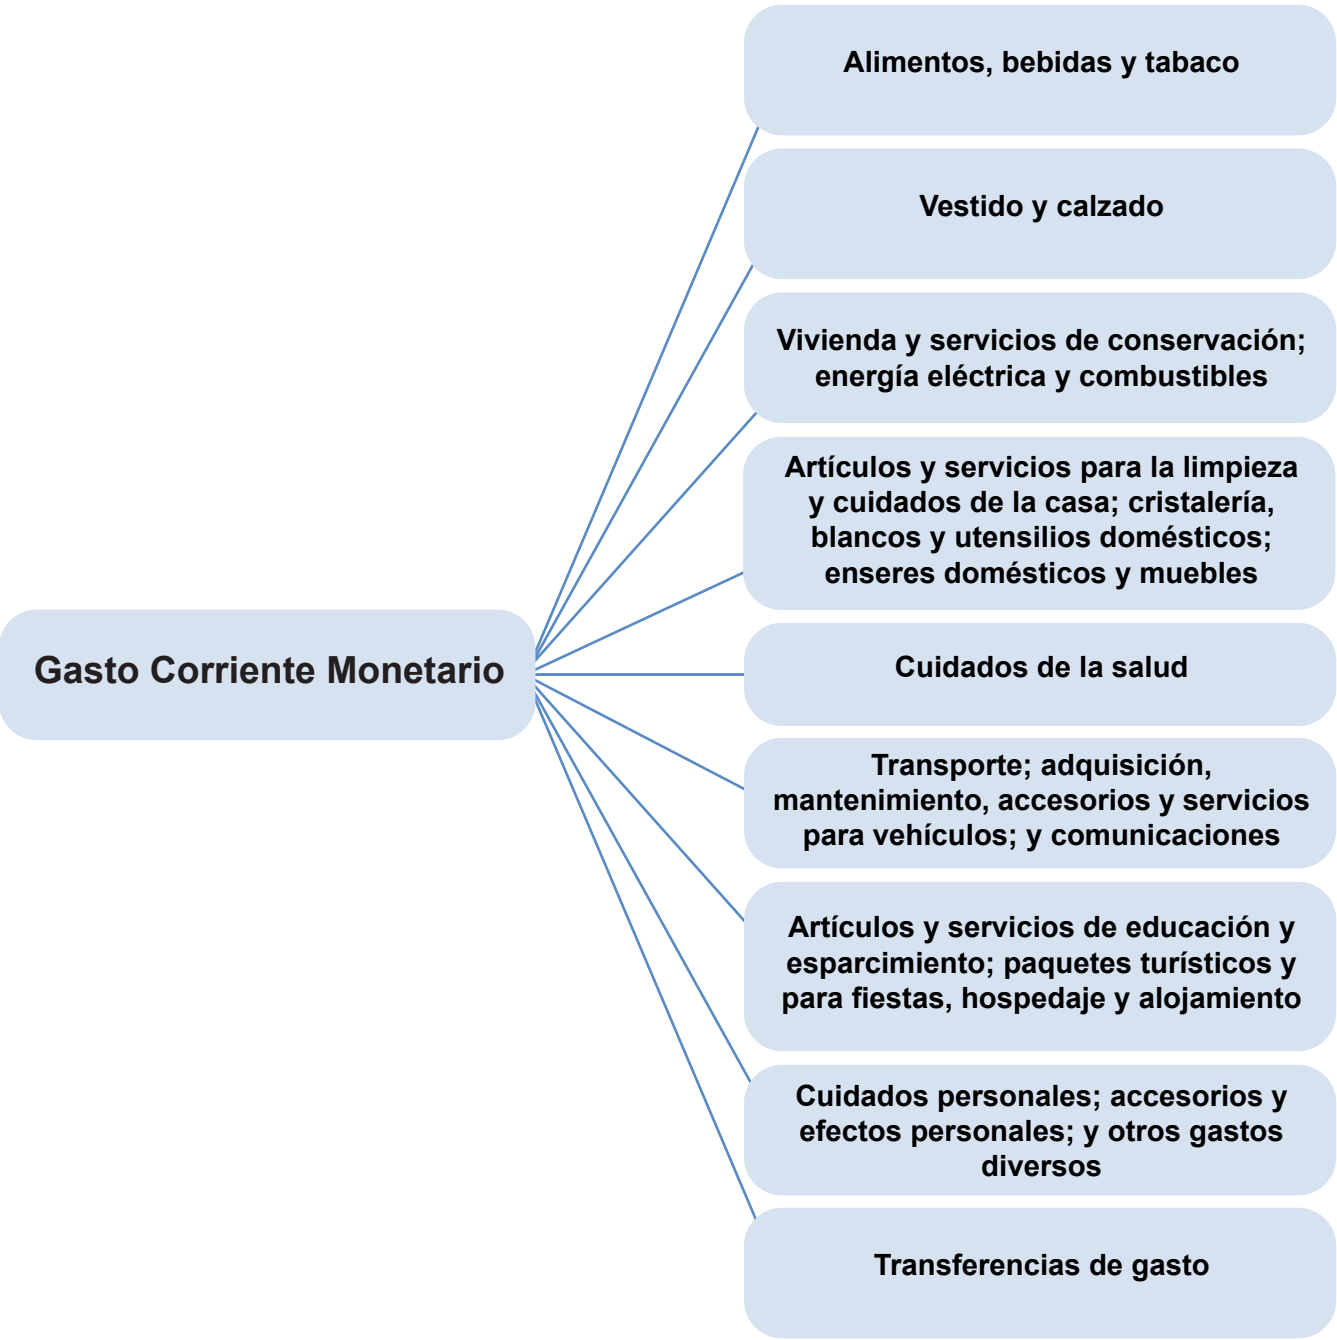 Alimentos, bebidas y tabaco
Vestido y calzado
Vivienda y servicios de conservación;
energía eléctrica y combustibles
Artículos y servicios para la limpieza
y cuidados de la casa; cristalería,
blancos y utensilios domésticos;
enseres domésticos y muebles
Gasto Corriente Monetario
Cuidados de la salud
Transporte; adquisición,
mantenimiento, accesorios y servicios
para vehículos; y comunicaciones
Artículos y servicios de educación y
esparcimiento; paquetes turísticos y
para fiestas, hospedaje y alojamiento
Cuidados personales; accesorios y
efectos personales; y otros gastos
diversos
Transferencias de gasto